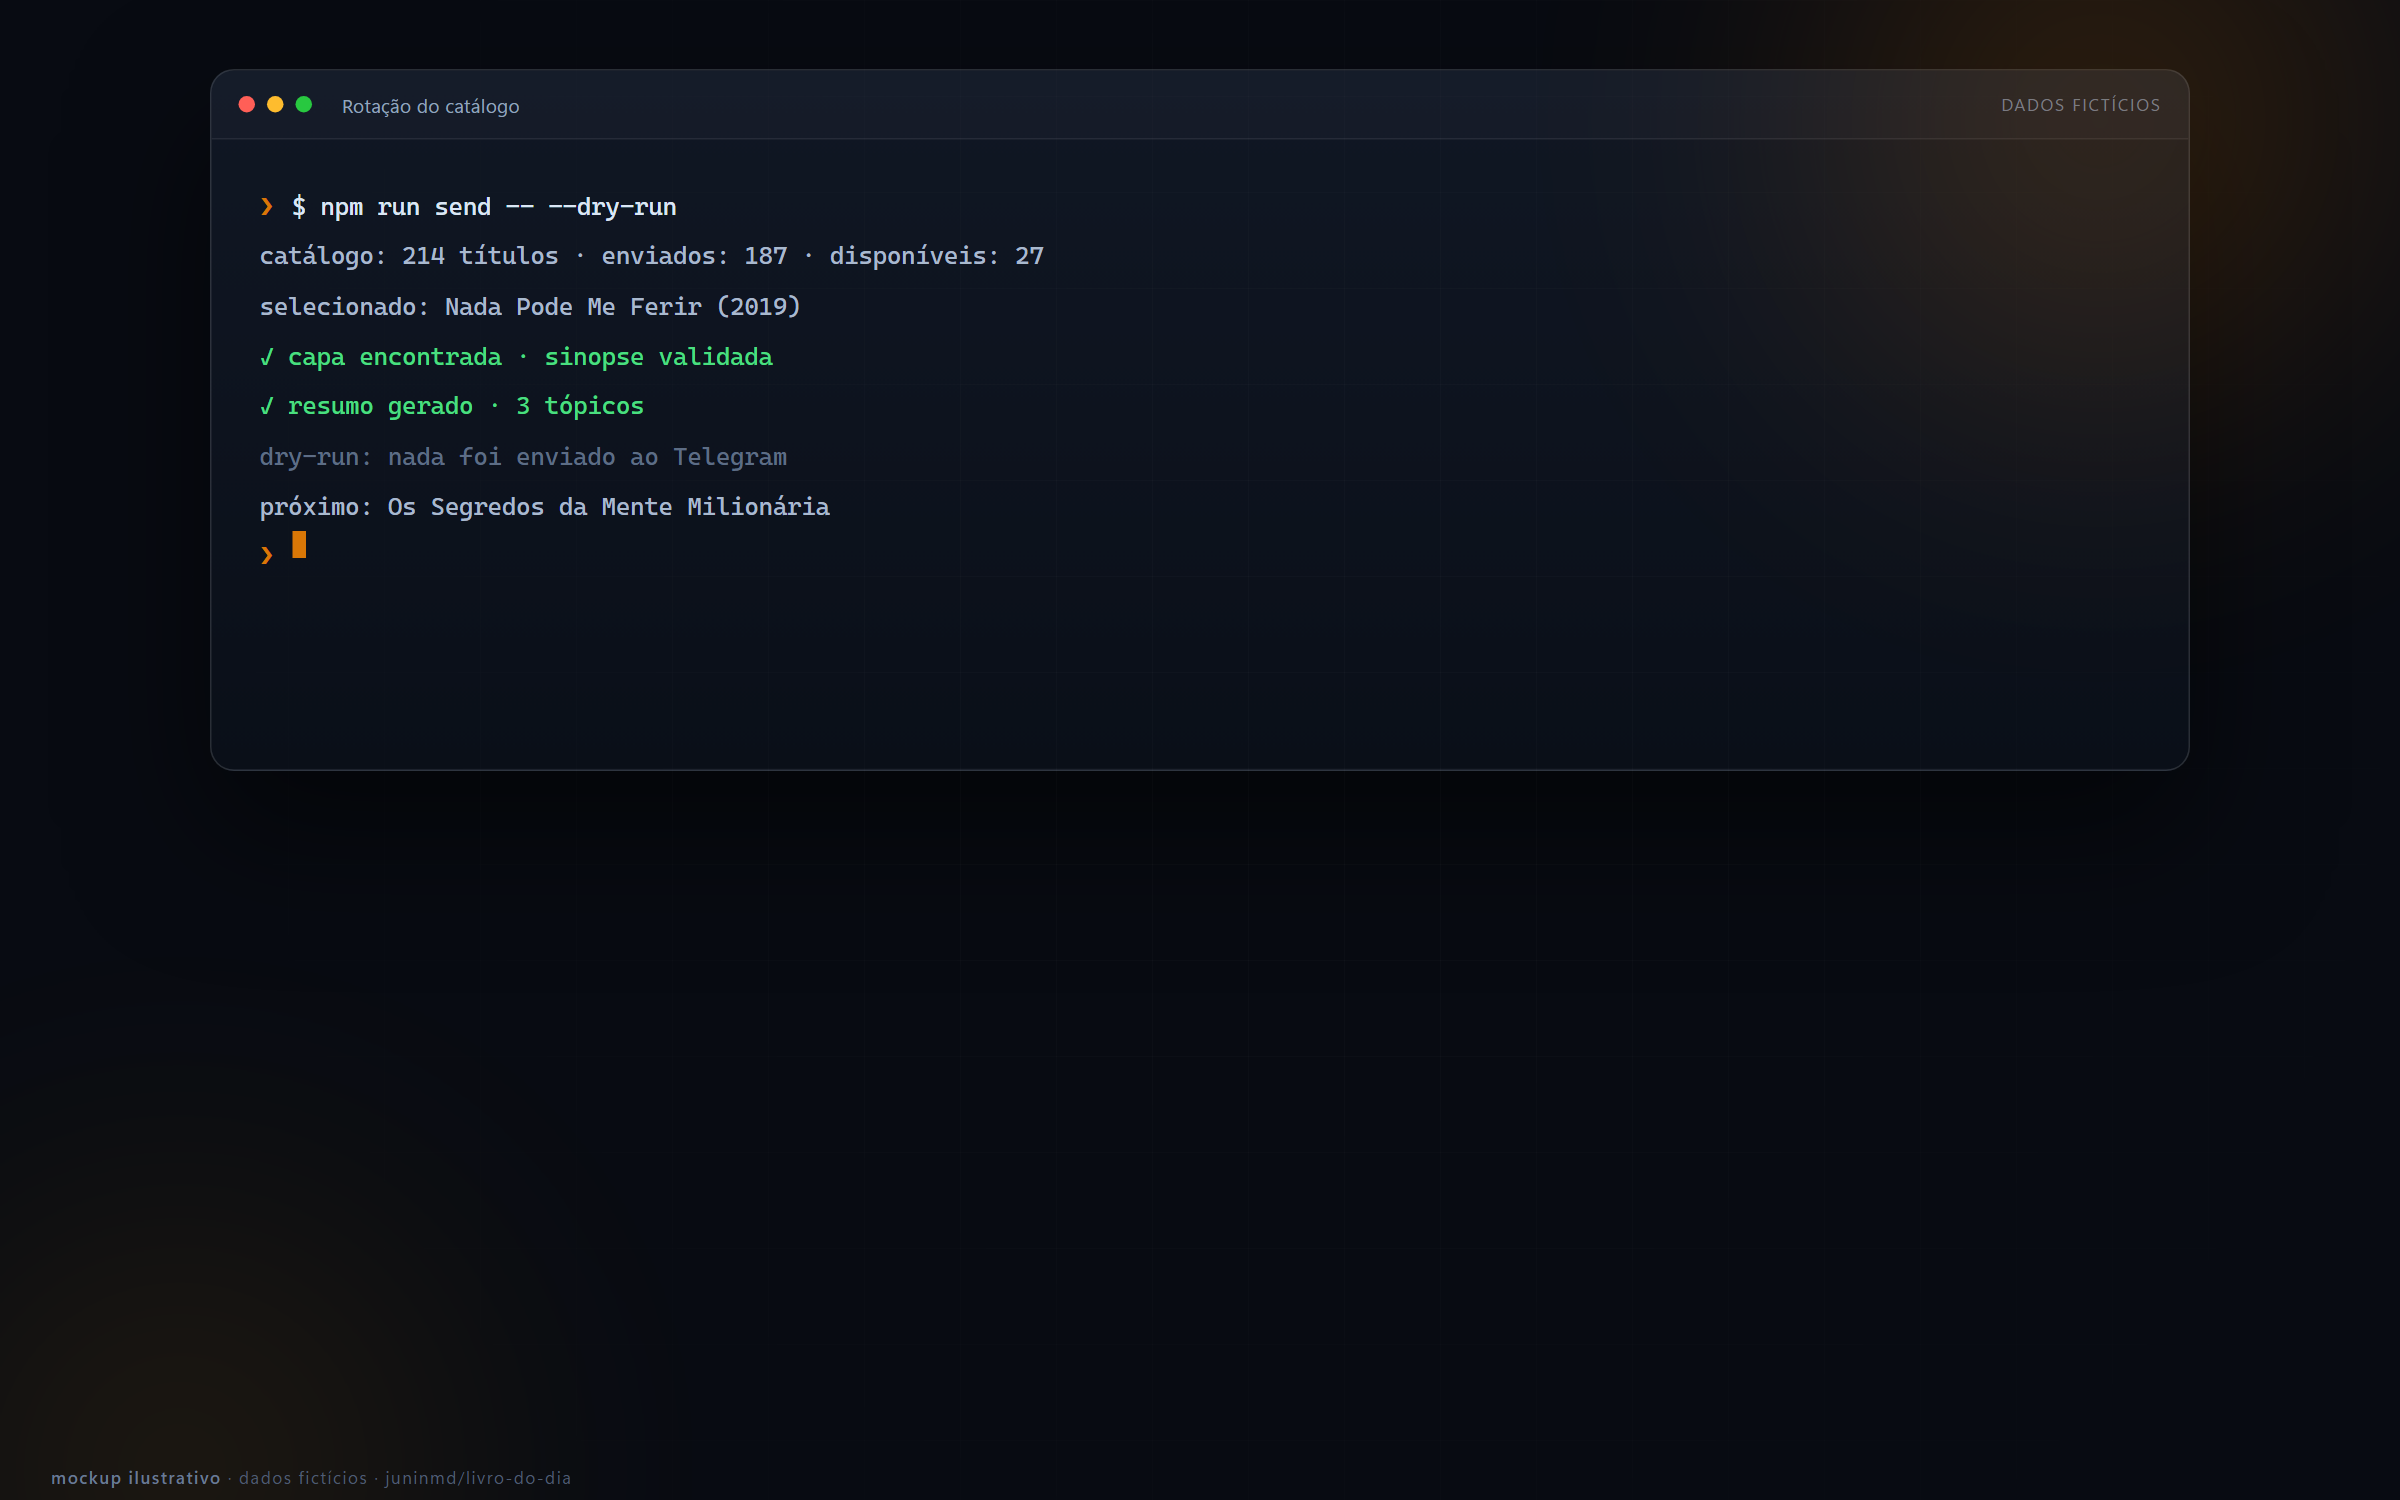 Rotação do catálogo
DADOS FICTÍCIOS
❯ $ npm run send -- --dry-run
catálogo: 214 títulos · enviados: 187 · disponíveis: 27
selecionado: Nada Pode Me Ferir (2019)
✓ capa encontrada · sinopse validada
✓ resumo gerado · 3 tópicos
dry-run: nada foi enviado ao Telegram
próximo: Os Segredos da Mente Milionária
❯
mockup ilustrativo · dados fictícios · juninmd/livro-do-dia